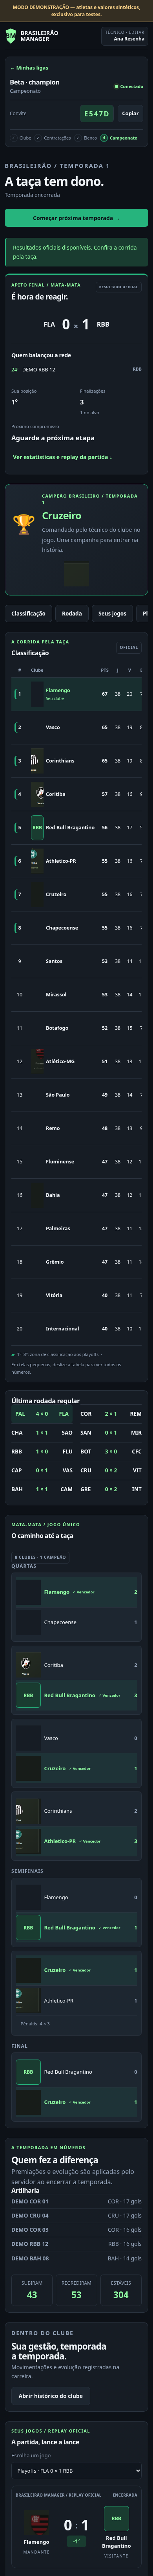 MODO DEMONSTRAÇÃO — atletas e valores sintéticos,
exclusivo para testes.
BRASILEIRÃO
MANAGER
TÉCNICO · EDITAR
Ana Resenha
← Minhas ligas
Beta · champion
Campeonato
Conectado
Convite
E547D
Copiar
✓ Clube
✓ Contratações
✓ Elenco
4 Campeonato
BRASILEIRÃO / TEMPORADA 1
A taça tem dono.
Temporada encerrada
Começar próxima temporada →
Resultados oficiais disponíveis. Confira a corrida
pela taça.
APITO FINAL / MATA-MATA
RESULTADO OFICIAL
É hora de reagir.
FLA 0 × 1 RBB
Quem balançou a rede
24' DEMO RBB 12 RBB
Sua posição
1º
Finalizações
3
1 no alvo
Próximo compromisso
Aguarde a próxima etapa
Ver estatísticas e replay da partida ↓
CAMPEÃO BRASILEIRO / TEMPORADA
1
Cruzeiro
Comandado pelo técnico do clube no
jogo. Uma campanha para entrar na
história.
Classificação
Rodada
Seus jogos
A CORRIDA PELA TAÇA
Classificação
OFICIAL
# Clube PTS J V
1 Flamengo 67 38 20
Seu clube
2 Vasco 65 38 19
3 Corinthians 65 38 19
4 Coritiba 57 38 16
5 RBB Red Bull Bragantino 56 38 17
6 Athletico-PR 55 38 16
7 Cruzeiro 55 38 16
8 Chapecoense 55 38 15
9 Santos 53 38 14
10 Mirassol 53 38 14
11 Botafogo 52 38 15
12 Atlético-MG 51 38 13
13 São Paulo 49 38 14
14 Remo 48 38 13
15 Fluminense 47 38 12
16 Bahia 47 38 12
17 Palmeiras 47 38 11
18 Grêmio 47 38 11
19 Vitória 40 38 11
20 Internacional 40 38 10
1º–8º: zona de classificação aos playoffs
Em telas pequenas, deslize a tabela para ver todos os
números.
Última rodada regular
PAL 4 × 0 FLA
COR 2 × 1 REM
CHA 1 × 1 SAO
SAN 0 × 1 MIR
RBB 1 × 0 FLU
BOT 3 × 0 CFC
CAP 0 × 1 VAS
CRU 0 × 2 VIT
BAH 1 × 1 CAM
GRE 0 × 2 INT
MATA-MATA / JOGO ÚNICO
O caminho até a taça
8 CLUBES · 1 CAMPEÃO
QUARTAS
Flamengo ✓ Vencedor 2
Chapecoense 1
Coritiba 2
RBB Red Bull Bragantino ✓ Vencedor 3
Vasco 0
Cruzeiro ✓ Vencedor 1
Corinthians 2
Athletico-PR ✓ Vencedor 3
SEMIFINAIS
Flamengo 0
RBB Red Bull Bragantino ✓ Vencedor 1
Cruzeiro ✓ Vencedor 1
Athletico-PR 1
Pênaltis: 4 × 3
FINAL
RBB Red Bull Bragantino 0
Cruzeiro ✓ Vencedor 1
A TEMPORADA EM NÚMEROS
Quem fez a diferença
Premiações e evolução são aplicadas pelo
servidor ao encerrar a temporada.
Artilharia
DEMO COR 01 COR · 17 gols
DEMO CRU 04 CRU · 17 gols
DEMO COR 03 COR · 16 gols
DEMO RBB 12 RBB · 16 gols
DEMO BAH 08 BAH · 14 gols
SUBIRAM
43
REGREDIRAM
53
ESTÁVEIS
304
DENTRO DO CLUBE
Sua gestão, temporada
a temporada.
Movimentações e evolução registradas na
carreira.
Abrir histórico do clube
SEUS JOGOS / REPLAY OFICIAL
A partida, lance a lance
Escolha um jogo
Playoffs · FLA 0 × 1 RBB
BRASILEIRÃO MANAGER / REPLAY OFICIAL
ENCERRADA
Flamengo
MANDANTE
0 : 1
RBB
Red Bull
Bragantino
VISITANTE